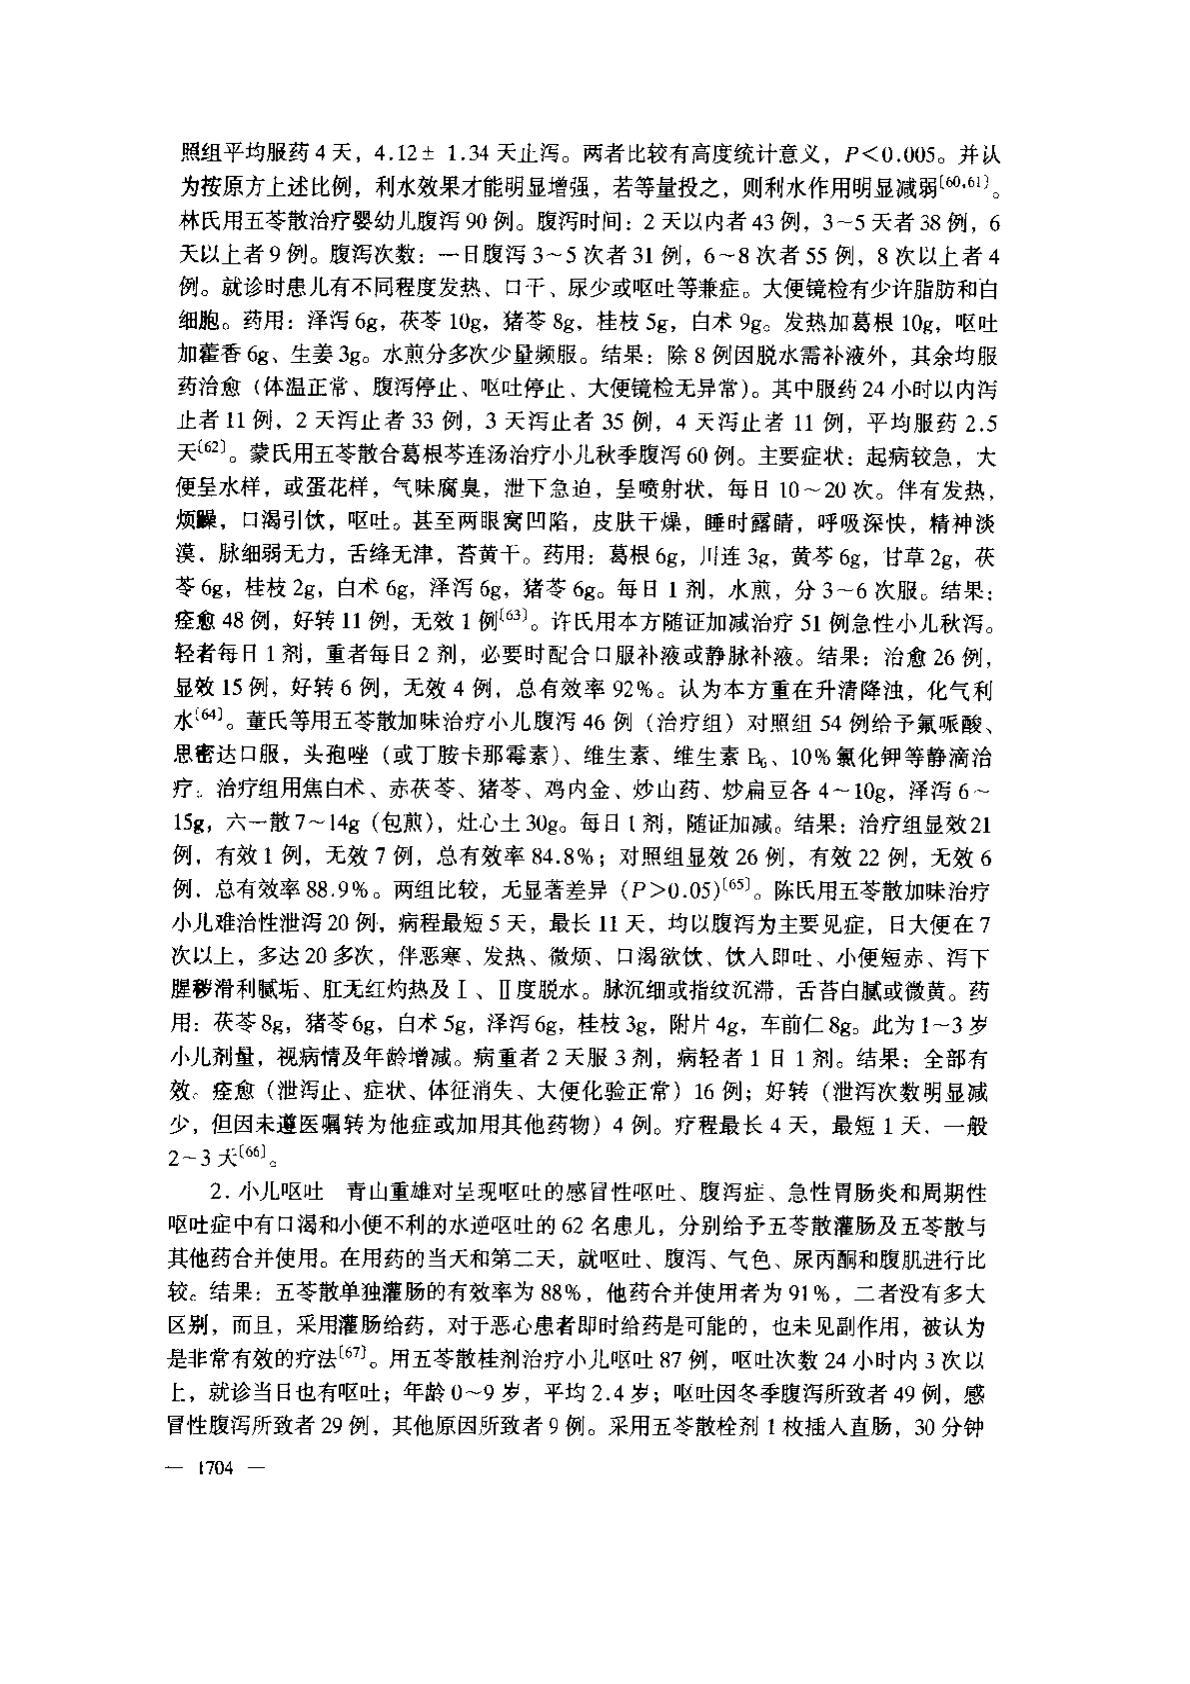 照组平均服药4天，4.12± 1.34天止泻。两者比较有高度统计意义，P<0.005。并认
为按原方上述比例，利水效果才能明显增强，若等量投之，则利水作用明显减弱〔60,61〕。
林氏用五苓散治疗婴幼儿腹泻90例。腹泻时间：2天以内者43例，3~5天者38例，6
天以上者9例。腹泻次数：一日腹泻3~5次者31例，6~8次者55例，8次以上者4
例。就诊时患儿有不同程度发热、口干、尿少或呕吐等兼症。大便镜检有少许脂肪和白
细胞。药用：泽泻6g，茯苓10g，猪苓8g，桂枝5g，白术9g。发热加葛根10g，呕吐
加藿香6g、生姜3g。水煎分多次少量频服。结果：除8例因脱水需补液外，其余均服
药治愈（体温正常、腹泻停止、呕吐停止、大便镜检无异常）。其中服药24小时以内泻
止者11例，2天泻止者33例，3天泻止者35例，4天泻止者11例，平均服药2.5
天〔62〕。蒙氏用五苓散合葛根芩连汤治疗小儿秋季腹泻60例。主要症状：起病较急，大
便呈水样，或蛋花样，气味腐臭，泄下急迫，呈喷射状，每日10～20次。伴有发热，
烦躁，口渴引饮，呕吐。甚至两眼窝凹陷，皮肤干燥，睡时露睛，呼吸深快，精神淡
漠，脉细弱无力，舌绛无津，苔黄干。药用：葛根6g，川连3g，黄芩6g，甘草2g，茯
苓6g，桂枝2g，白术6g，泽泻6g，猪苓6g。每日1剂，水煎，分3~6次服。结果：
痊愈48例，好转11例，无效1例〔63〕。许氏用本方随证加减治疗51例急性小儿秋泻。
轻者每日1剂，重者每日2剂，必要时配合口服补液或静脉补液。结果：治愈26例，
显效15例，好转6例，无效4例，总有效率92%。认为本方重在升清降浊，化气利
水〔64〕。董氏等用五苓散加味治疗小儿腹泻46例（治疗组）对照组54例给予氟哌酸、
思密达口服，头孢唑（或丁胺卡那霉素）、维生素、维生素B6、10%氯化钾等静滴治
疗。治疗组用焦白术、赤茯苓、猪苓、鸡内金、炒山药、炒扁豆各4～10g，泽泻6～
15g，六一散7～14g（包煎），灶心土30g。每日1剂，随证加减。结果：治疗组显效21
例，有效1例，无效7例，总有效率84.8%；对照组显效26例，有效22例，无效6
例，总有效率88.9%。两组比较，无显著差异（P>0.05）〔65〕。陈氏用五苓散加味治疗
小儿难治性泄泻20例，病程最短5天，最长11天，均以腹泻为主要见症，日大便在7
次以上，多达20多次，伴恶寒、发热、微烦、口渴欲饮、饮入即吐、小便短赤、泻下
腥秽滑利腻垢、肛无红灼热及Ⅰ、Ⅱ度脱水。脉沉细或指纹沉滞，舌苔白腻或微黄。药
用：茯苓8g，猪苓6g，白术5g，泽泻6g，桂枝3g，附片4g，车前仁8g。此为1~3岁
小儿剂量，视病情及年龄增减。病重者2天服3剂，病轻者1日1剂。结果：全部有
效。痊愈（泄泻止、症状、体征消失、大便化验正常）16例；好转（泄泻次数明显减
少，但因未遵医嘱转为他症或加用其他药物）4例。疗程最长4天，最短1天，一般
2~3天〔66〕。
2. 小儿呕吐　青山重雄对呈现呕吐的感冒性呕吐、腹泻症、急性胃肠炎和周期性
呕吐症中有口渴和小便不利的水逆呕吐的62名患儿，分别给予五苓散灌肠及五苓散与
其他药合并使用。在用药的当天和第二天，就呕吐、腹泻、气色、尿丙酮和腹肌进行比
较。结果：五苓散单独灌肠的有效率为88%，他药合并使用者为91%，二者没有多大
区别，而且，采用灌肠给药，对于恶心患者即时给药是可能的，也未见副作用，被认为
是非常有效的疗法〔67〕。用五苓散桂剂治疗小儿呕吐87例，呕吐次数24小时内3次以
上，就诊当日也有呕吐；年龄0~9岁，平均2.4岁；呕吐因冬季腹泻所致者49例，感
冒性腹泻所致者29例，其他原因所致者9例。采用五苓散栓剂1枚插入直肠，30分钟
— 1704 —